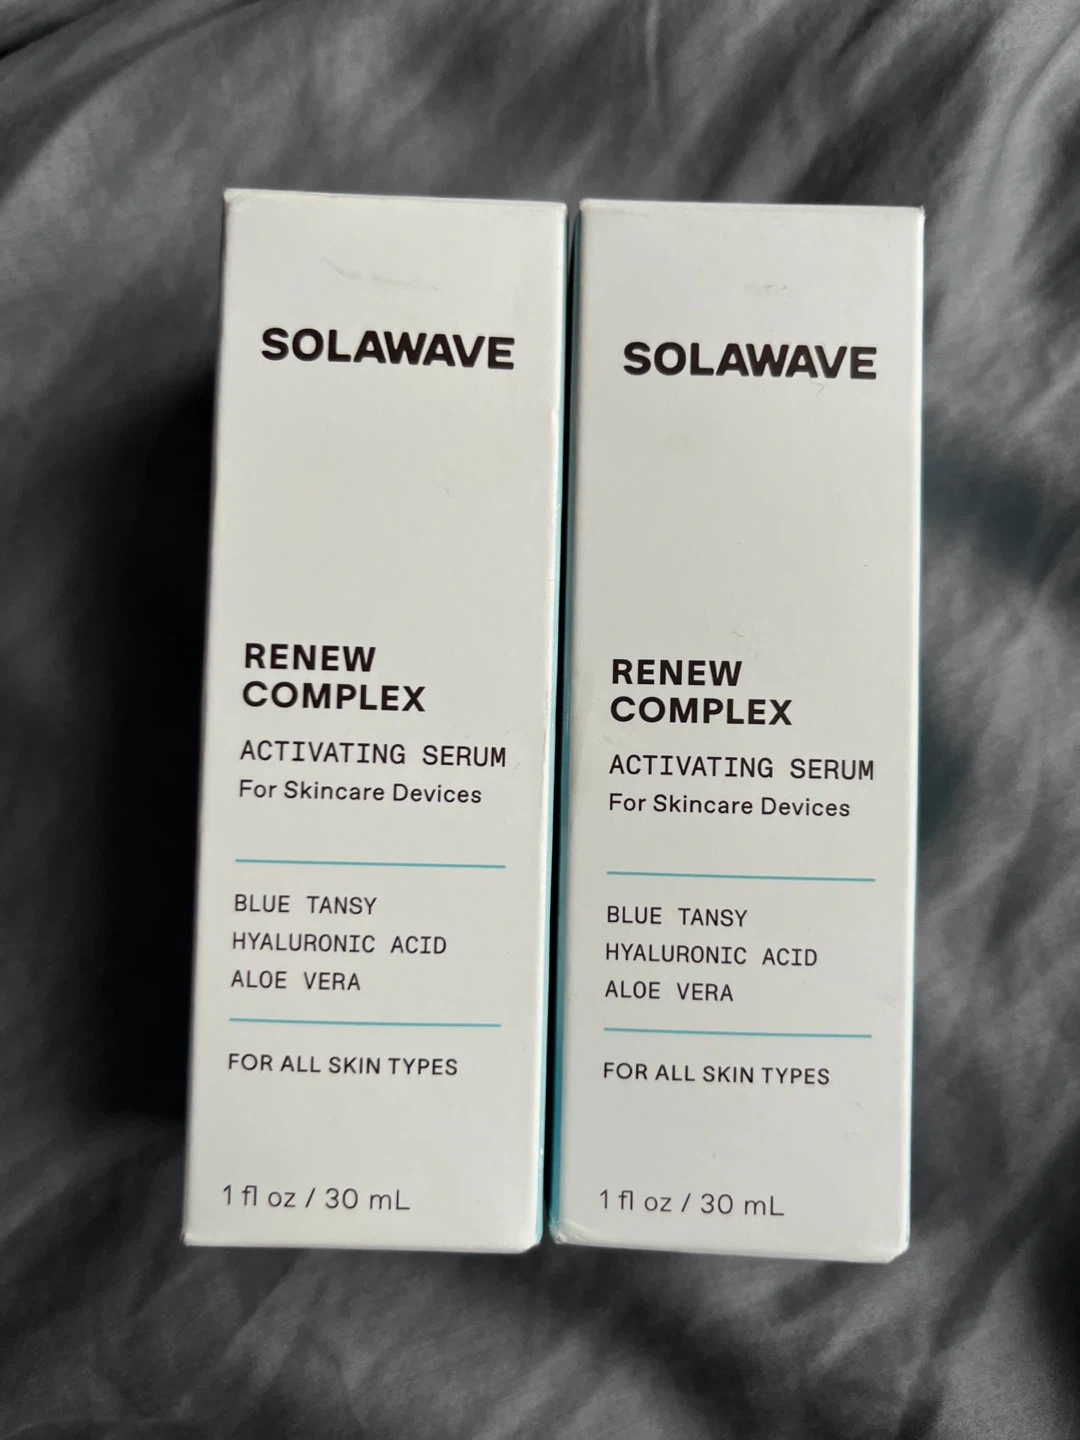 SOLAWAVE
RENEW
COMPLEX
ACTIVATING SERUM
For Skincare Devices
BLUE TANSY
HYALURONIC ACID
ALOE VERA
FOR ALL SKIN TYPES
1 fl oz / 30 mL
SOLAWAVE
RENEW
COMPLEX
ACTIVATING SERUM
For Skincare Devices
BLUE TANSY
HYALURONIC ACID
ALOE VERA
FOR ALL SKIN TYPES
1 fl oz / 30 mL